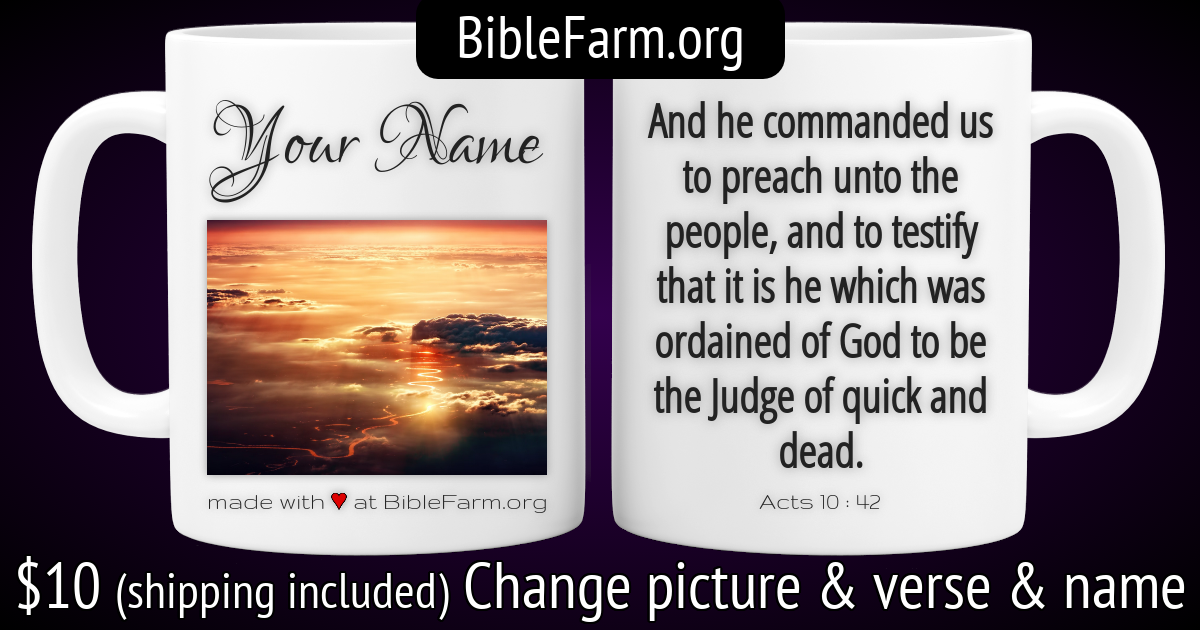 BibleFarm.org
Your Name
made with ♥ at BibleFarm.org
And he commanded us
to preach unto the
people, and to testify
that it is he which was
ordained of God to be
the Judge of quick and
dead.
Acts 10 : 42
$10 (shipping included) Change picture & verse & name